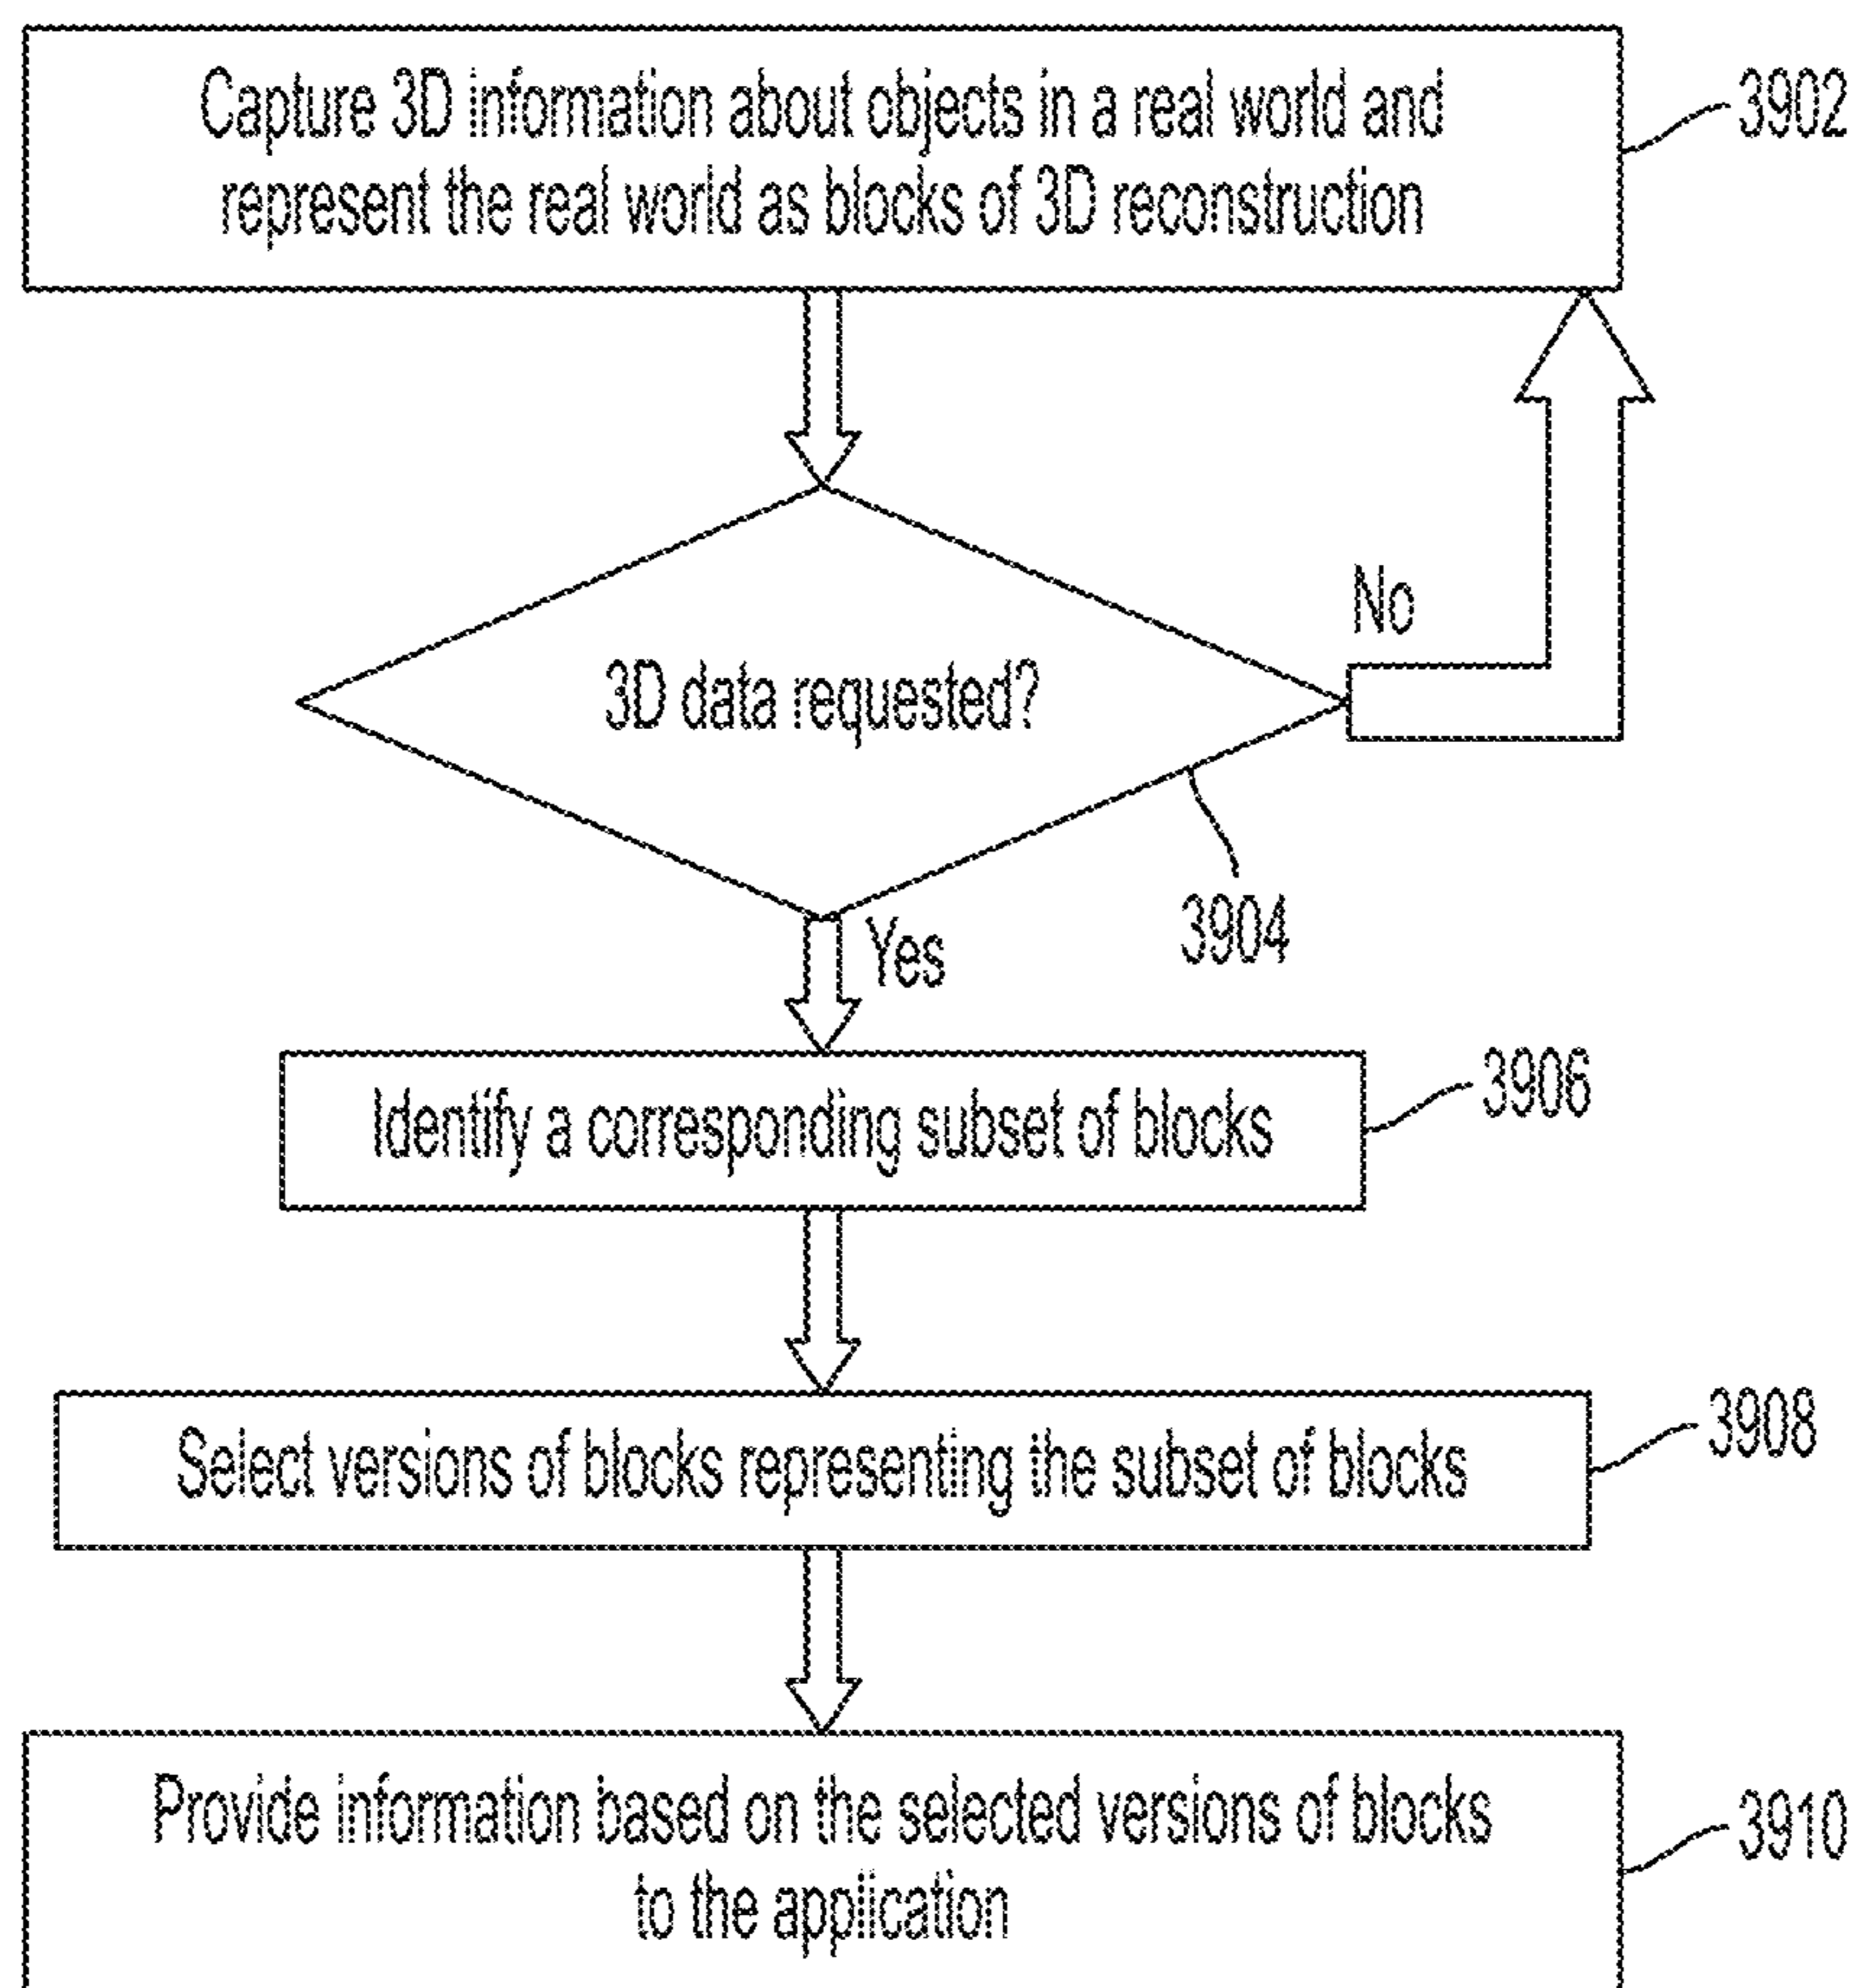 Capture 3D information about objects in a real world and
represent the real world as blocks of 3D reconstruction
3902
No
3D data requested?
3904
Yes
Identify a corresponding subset of blocks
3906
Select versions of blocks representing the subset of blocks
3908
Provide information based on the selected versions of blocks
to the application
3910